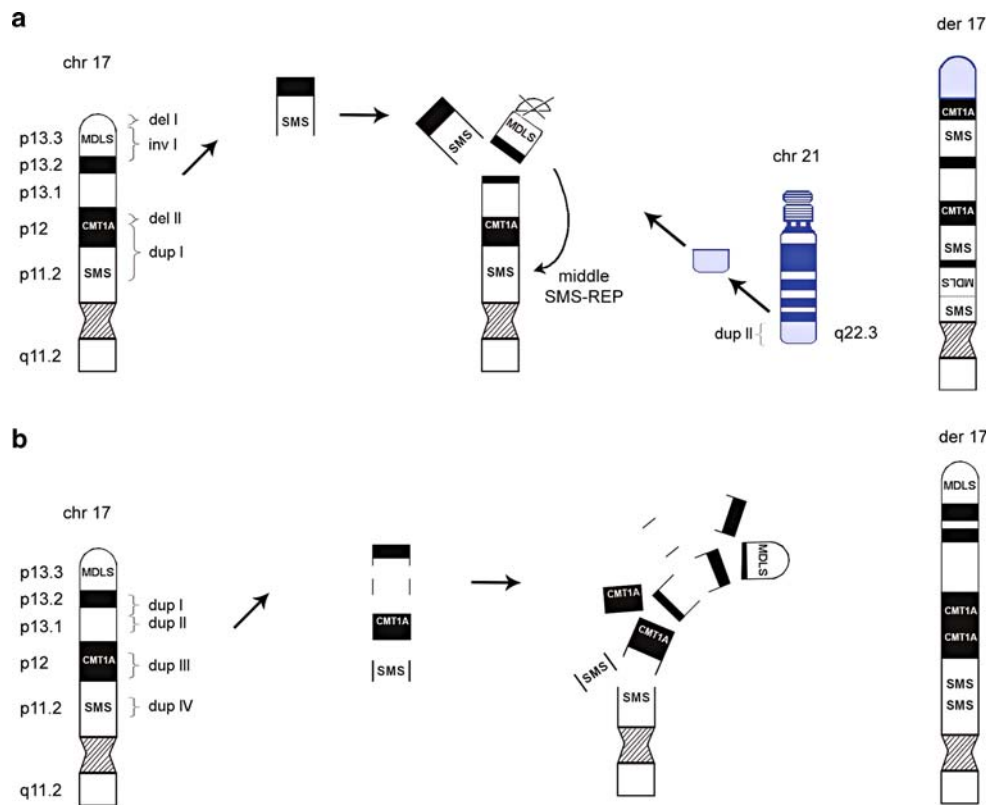 a
chr 17
p13.3
p13.2
p13.1
p12
p11.2
q11.2
MDLS
CMT1A
SMS
del I
inv I
del II
dup I
SMS
SMS
MDLS
CMT1A
SMS
middle
SMS-REP
chr 21
dup II
q22.3
der 17
CMT1A
SMS
CMT1A
SMS
MDLS
SMS
b
chr 17
p13.3
p13.2
p13.1
p12
p11.2
q11.2
MDLS
CMT1A
SMS
dup I
dup II
dup III
dup IV
CMT1A
SMS
MDLS
CMT1A
CMT1A
SMS
SMS
der 17
MDLS
CMT1A
CMT1A
SMS
SMS